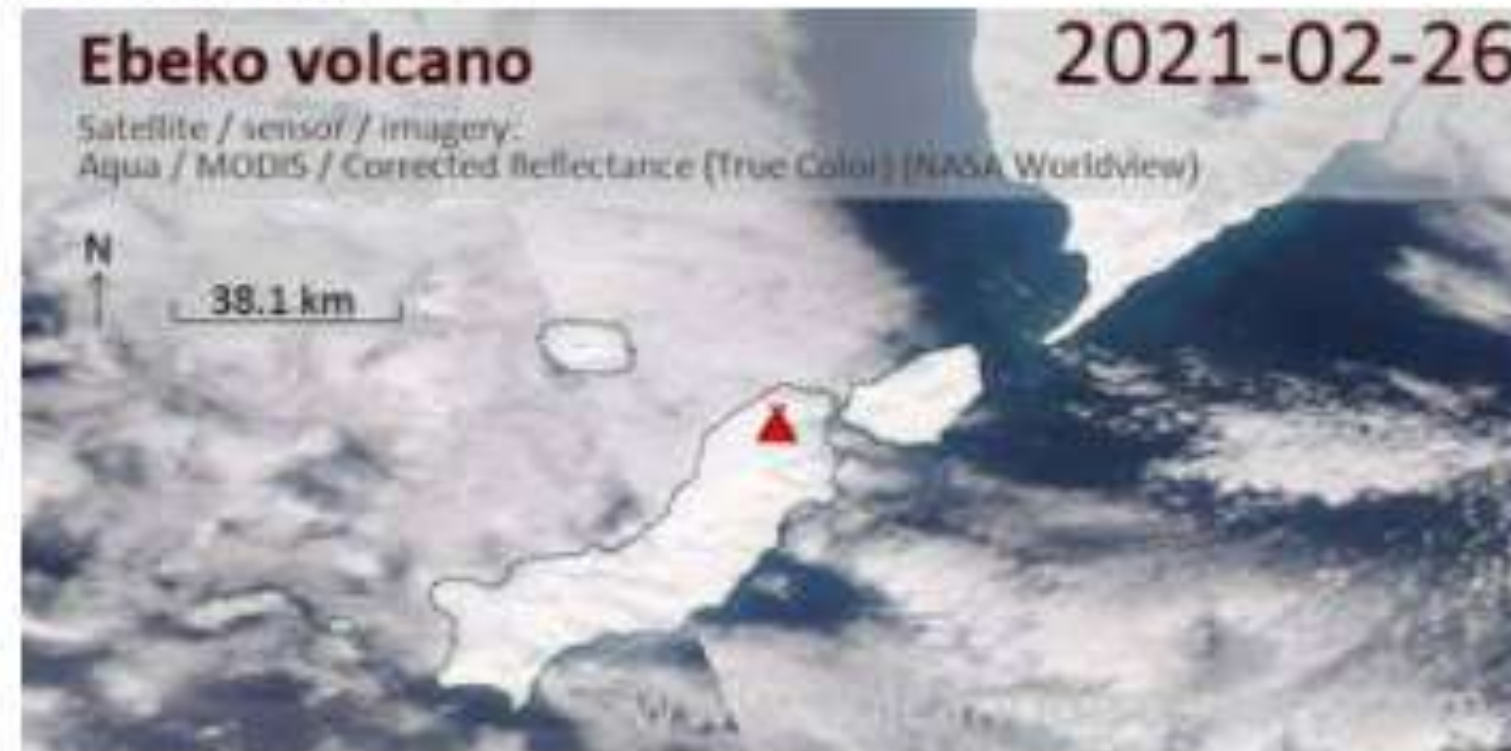 Ebeko volcano
2021-02-26
Satellite / sensor / imagery:
Aqua / MODIS / Corrected Reflectance (True Color) (NASA Worldview)
N
38.1 km